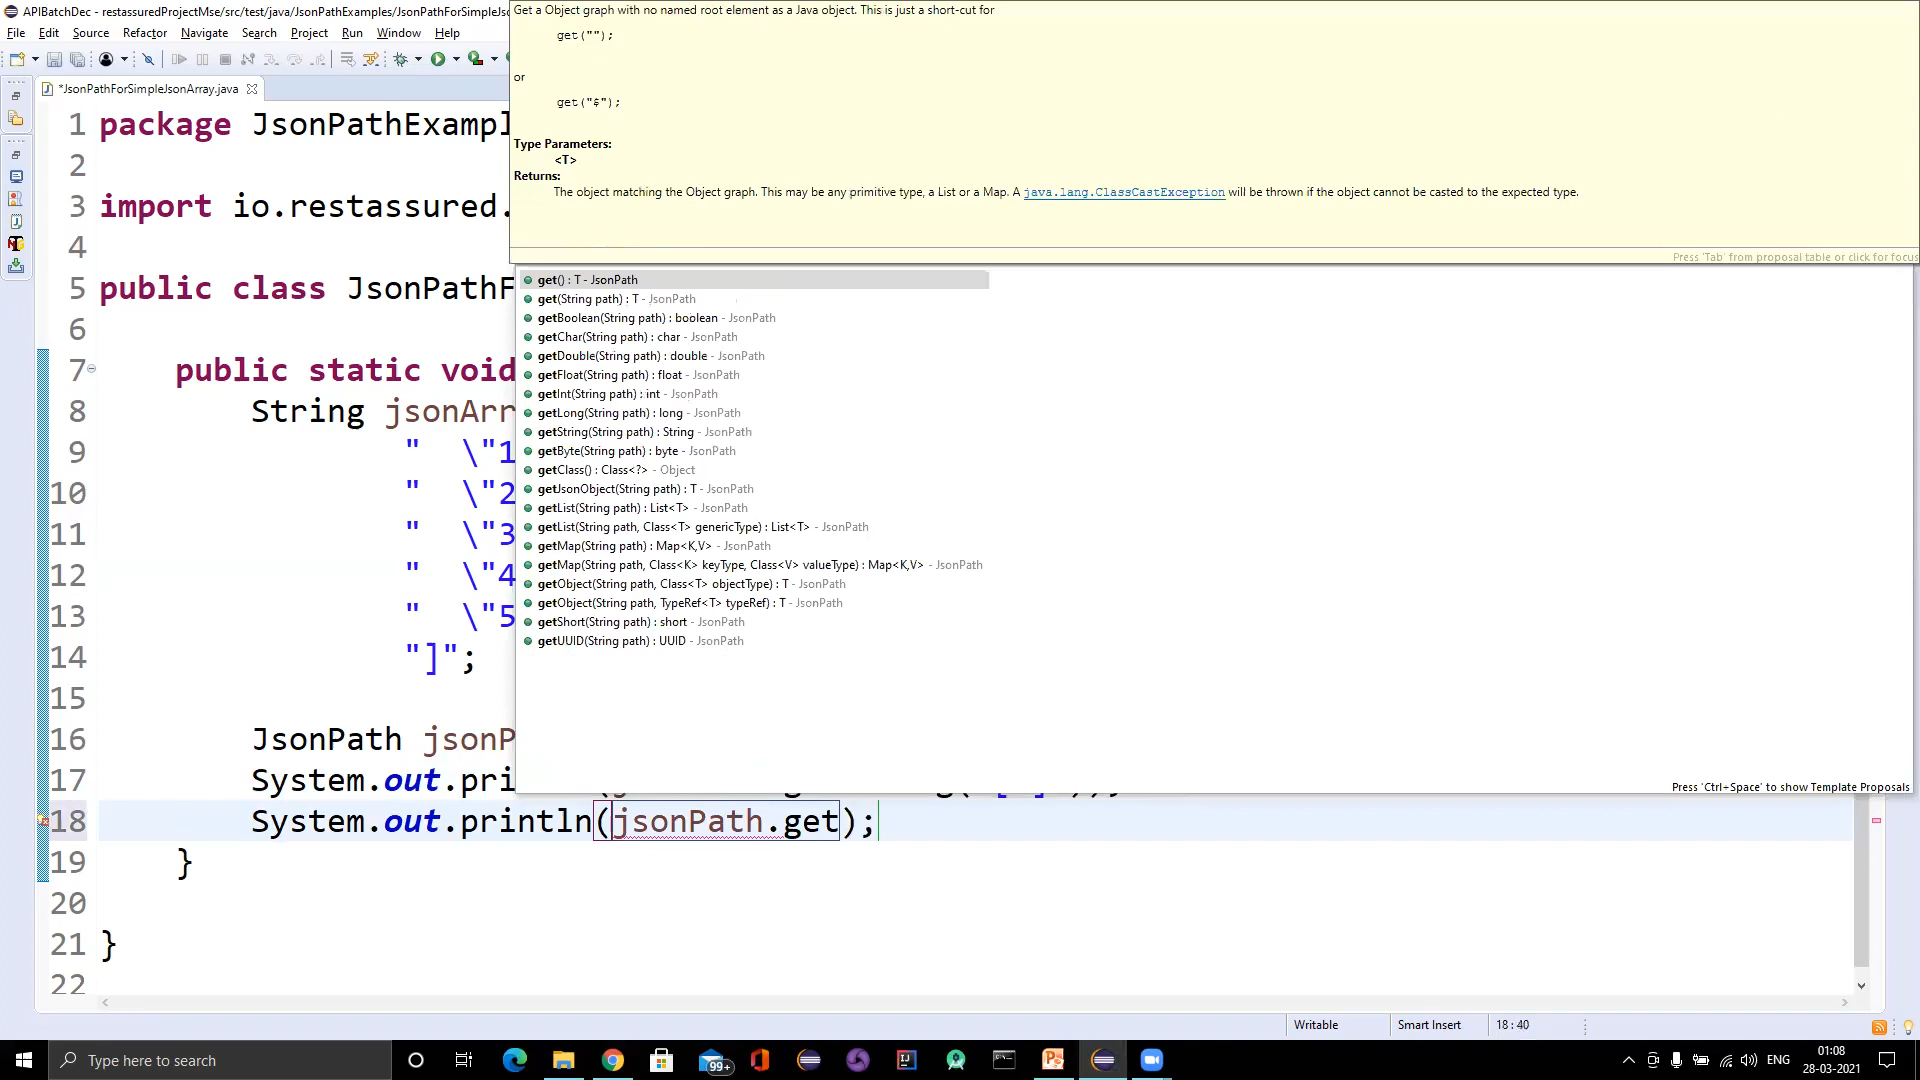 APIBatchDec - restassuredProjectMse/src/test/java/JsonPathExamples/JsonPathForSimpleJso
File Edit Source Refactor Navigate Search Project Run Window Help
*JsonPathForSimpleJsonArray.java
Get a Object graph with no named root element as a Java object. This is just a short-cut for
get("");
or
get("$");
Type Parameters:
<T>
Returns:
The object matching the Object graph. This may be any primitive type, a List or a Map. A java.lang.ClassCastException will be thrown if the object cannot be casted to the expected type.
Press 'Tab' from proposal table or click for focus
get() : T - JsonPath
get(String path) : T - JsonPath
getBoolean(String path) : boolean - JsonPath
getChar(String path) : char - JsonPath
getDouble(String path) : double - JsonPath
getFloat(String path) : float - JsonPath
getInt(String path) : int - JsonPath
getLong(String path) : long - JsonPath
getString(String path) : String - JsonPath
getByte(String path) : byte - JsonPath
getClass() : Class<?> - Object
getJsonObject(String path) : T - JsonPath
getList(String path) : List<T> - JsonPath
getList(String path, Class<T> genericType) : List<T> - JsonPath
getMap(String path) : Map<K,V> - JsonPath
getMap(String path, Class<K> keyType, Class<V> valueType) : Map<K,V> - JsonPath
getObject(String path, Class<T> objectType) : T - JsonPath
getObject(String path, TypeRef<T> typeRef) : T - JsonPath
getShort(String path) : short - JsonPath
getUUID(String path) : UUID - JsonPath
Press 'Ctrl+Space' to show Template Proposals
1 package JsonPathExampl
2
3 import io.restassured.
4
5 public class JsonPathF
6
7 public static void
8 String jsonArr
9 " \"1
10 " \"2
11 " \"3
12 " \"4
13 " \"5
14 "]";
15
16 JsonPath jsonP
17 System.out.pri
18 System.out.println(jsonPath.get);
19 }
20
21 }
22
Writable Smart Insert 18 : 40
Type here to search
99+
ENG
01:08
28-03-2021